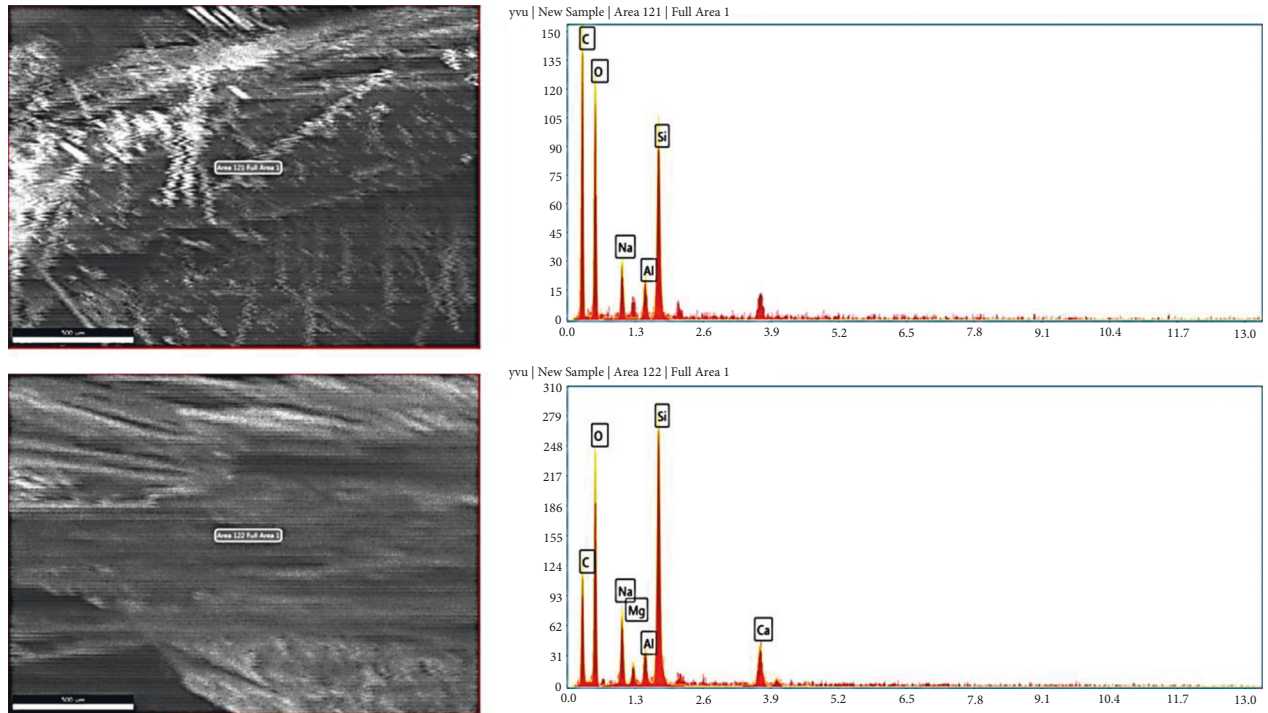 yvu | New Sample | Area 121 | Full Area 1
Area 121 Full Area 1
500 um
150
135
120
105
90
75
60
45
30
15
0
C
O
Si
Na
Al
0.0 1.3 2.6 3.9 5.2 6.5 7.8 9.1 10.4 11.7 13.0
yvu | New Sample | Area 122 | Full Area 1
Area 122 Full Area 1
500 um
310
279
248
217
186
155
124
93
62
31
0
Si
O
C
Na
Mg
Al
Ca
0.0 1.3 2.6 3.9 5.2 6.5 7.8 9.1 10.4 11.7 13.0